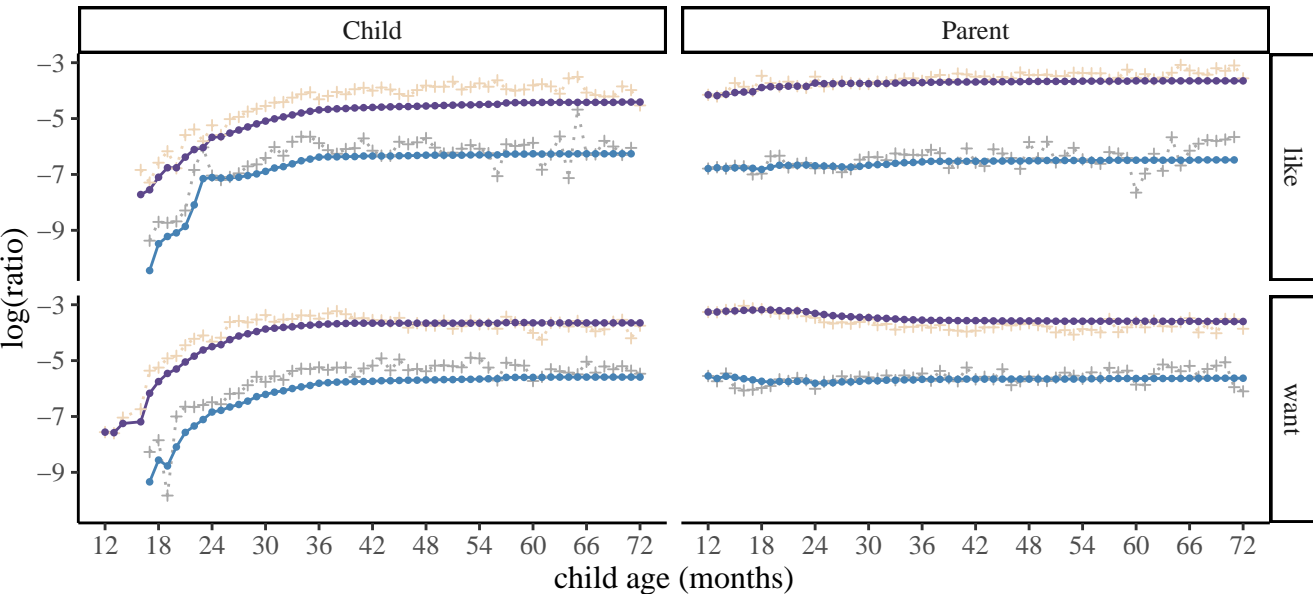 Child Parent
−3
−5
−7
−9
like
−3
−5
−7
−9
want
log(ratio)
12 18 24 30 36 42 48 54 60 66 72 12 18 24 30 36 42 48 54 60 66 72
child age (months)